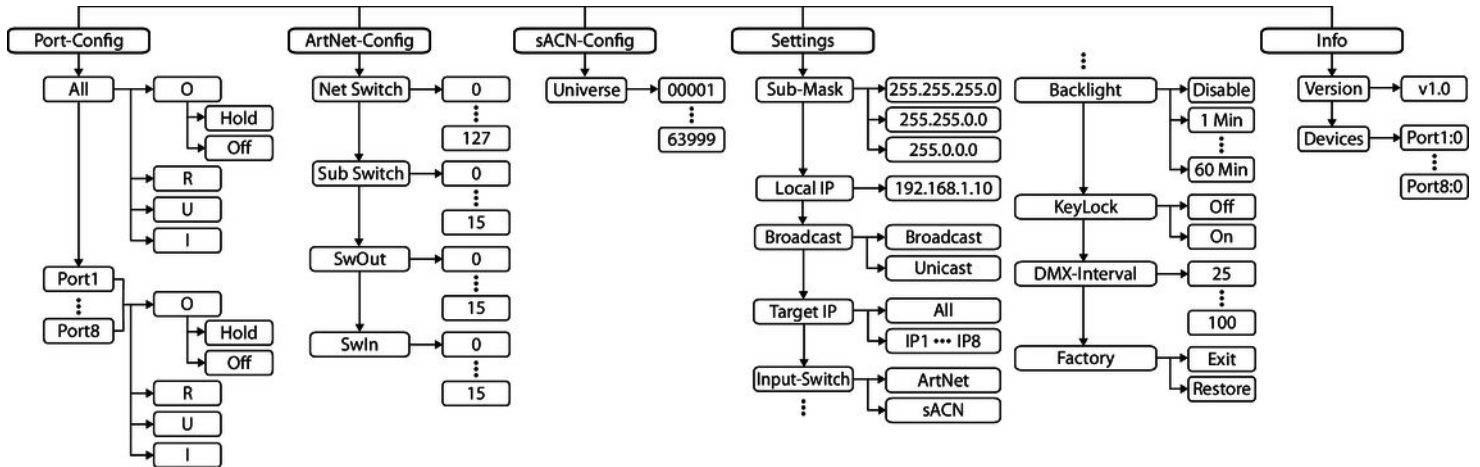 Port-Config
All
O
Hold
Off
R
U
I
Port1
Port8
O
Hold
Off
R
U
I
ArtNet-Config
Net Switch
0
127
Sub Switch
0
15
SwOut
0
15
SwIn
0
15
sACN-Config
Universe
00001
63999
Settings
Sub-Mask
255.255.255.0
255.255.0.0
255.0.0.0
Local IP
192.168.1.10
Broadcast
Broadcast
Unicast
Target IP
All
IP1 ••• IP8
Input-Switch
ArtNet
sACN
Backlight
Disable
1 Min
60 Min
KeyLock
Off
On
DMX-Interval
25
100
Factory
Exit
Restore
Info
Version
v1.0
Devices
Port1:0
Port8:0